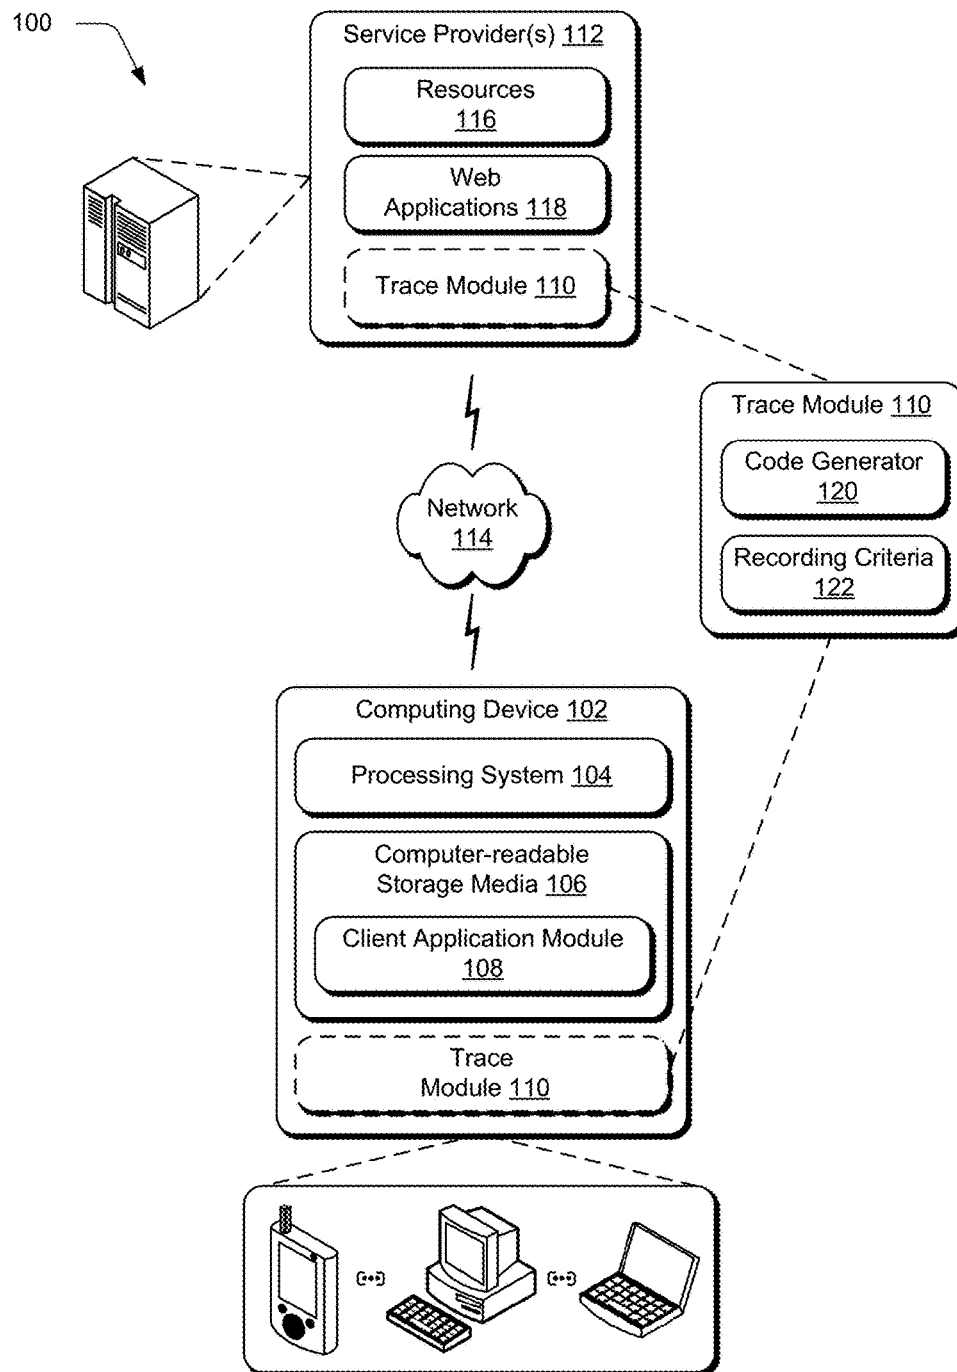 100
Service Provider(s) 112
Resources
116
Web
Applications 118
Trace Module 110
Trace Module 110
Code Generator
120
Recording Criteria
122
Network
114
Computing Device 102
Processing System 104
Computer-readable
Storage Media 106
Client Application Module
108
Trace
Module 110